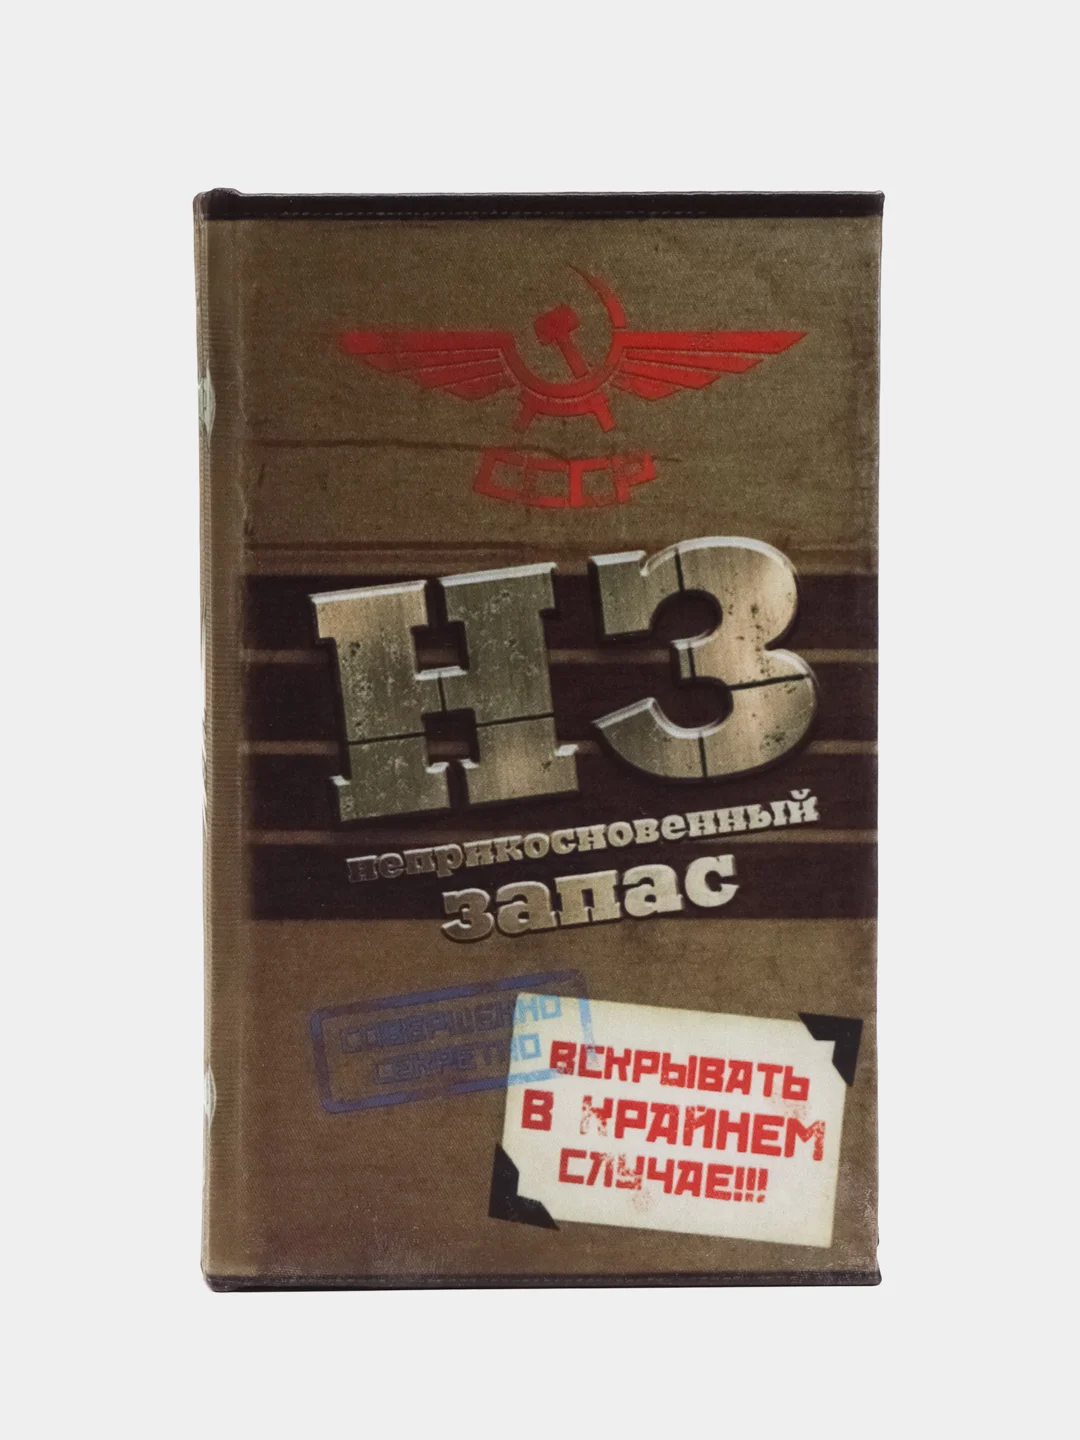 СССР
НЗ
неприкосновенный
запас
СОВЕРШЕННО
СЕКРЕТНО
ВСКРЫВАТЬ
В КРАЙНЕМ
СЛУЧАЕ!!!